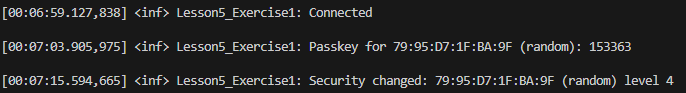 [00:06:59.127,838] <inf> Lesson5_Exercise1: Connected
[00:07:03.905,975] <inf> Lesson5_Exercise1: Passkey for 79:95:D7:1F:BA:9F (random): 153363
[00:07:15.594,665] <inf> Lesson5_Exercise1: Security changed: 79:95:D7:1F:BA:9F (random) level 4